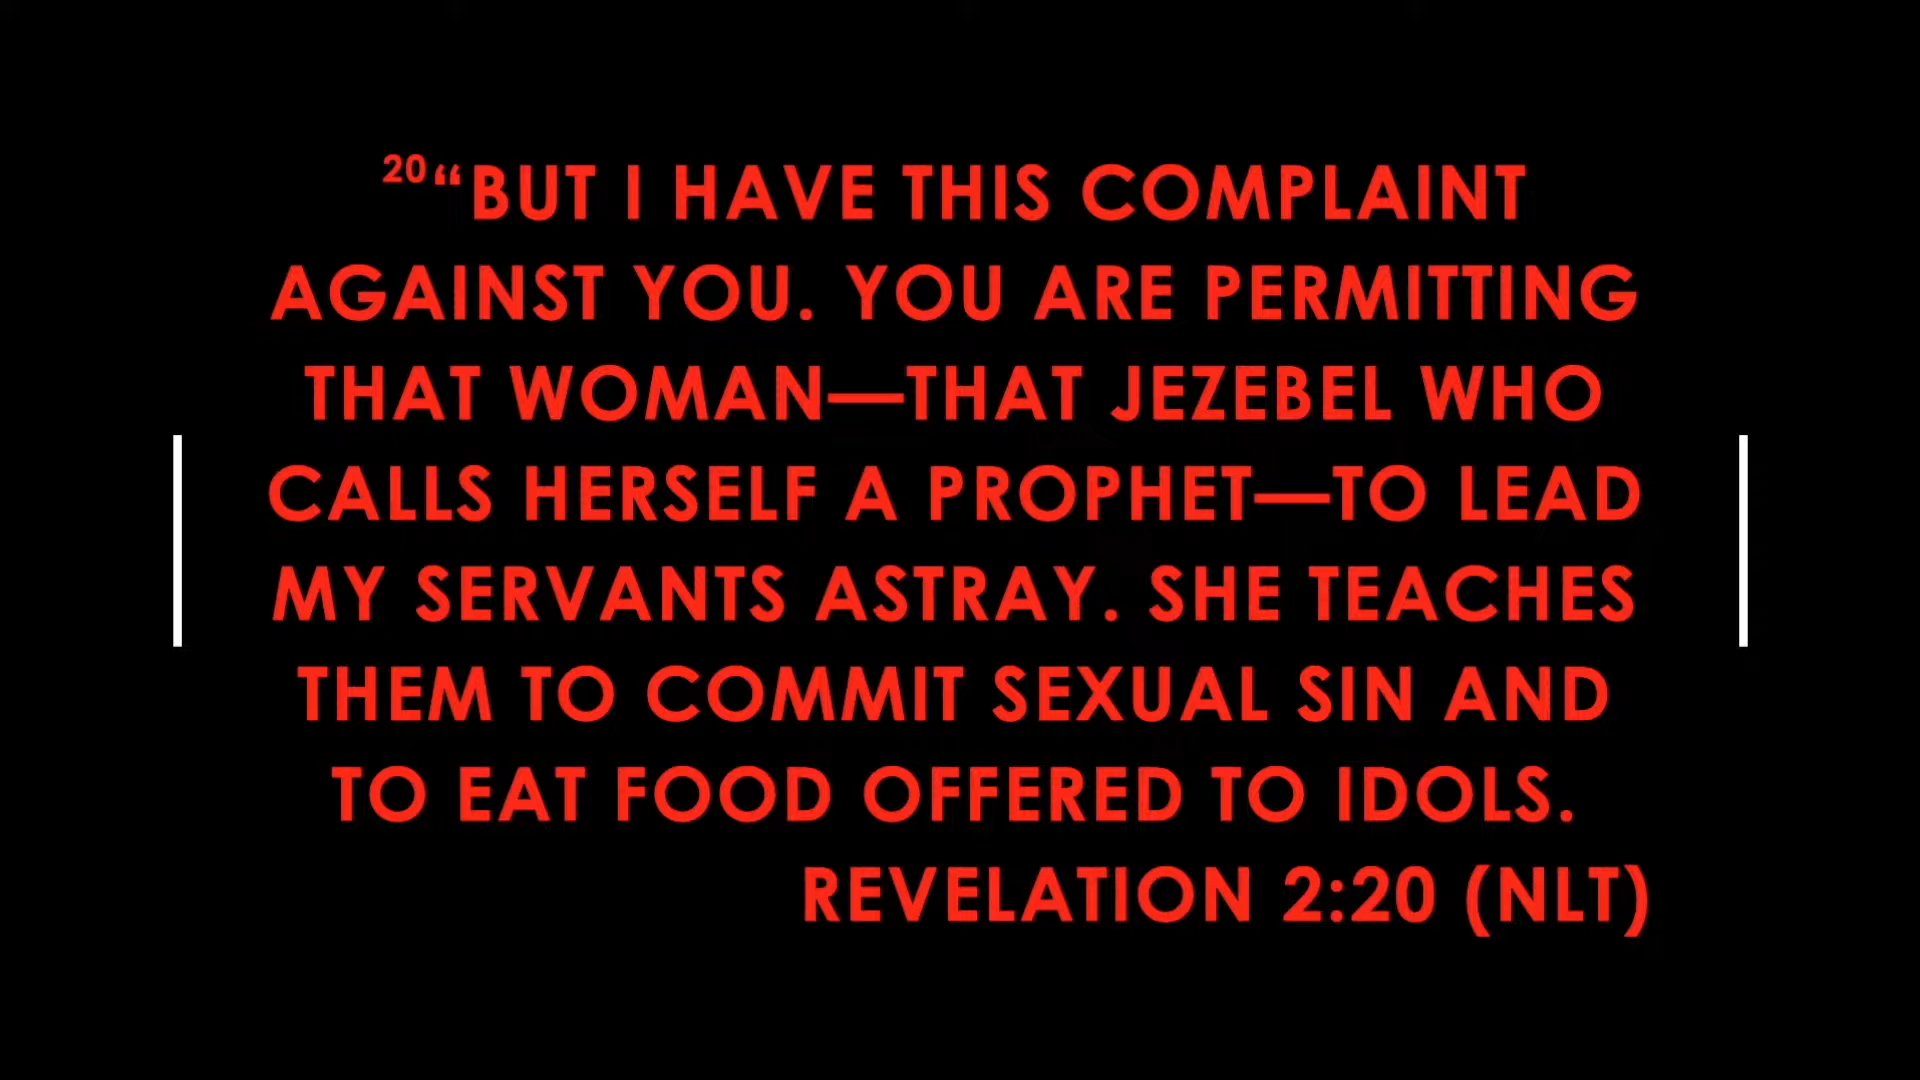 20“BUT I HAVE THIS COMPLAINT
AGAINST YOU. YOU ARE PERMITTING
THAT WOMAN—THAT JEZEBEL WHO
CALLS HERSELF A PROPHET—TO LEAD
MY SERVANTS ASTRAY. SHE TEACHES
THEM TO COMMIT SEXUAL SIN AND
TO EAT FOOD OFFERED TO IDOLS.
REVELATION 2:20 (NLT)